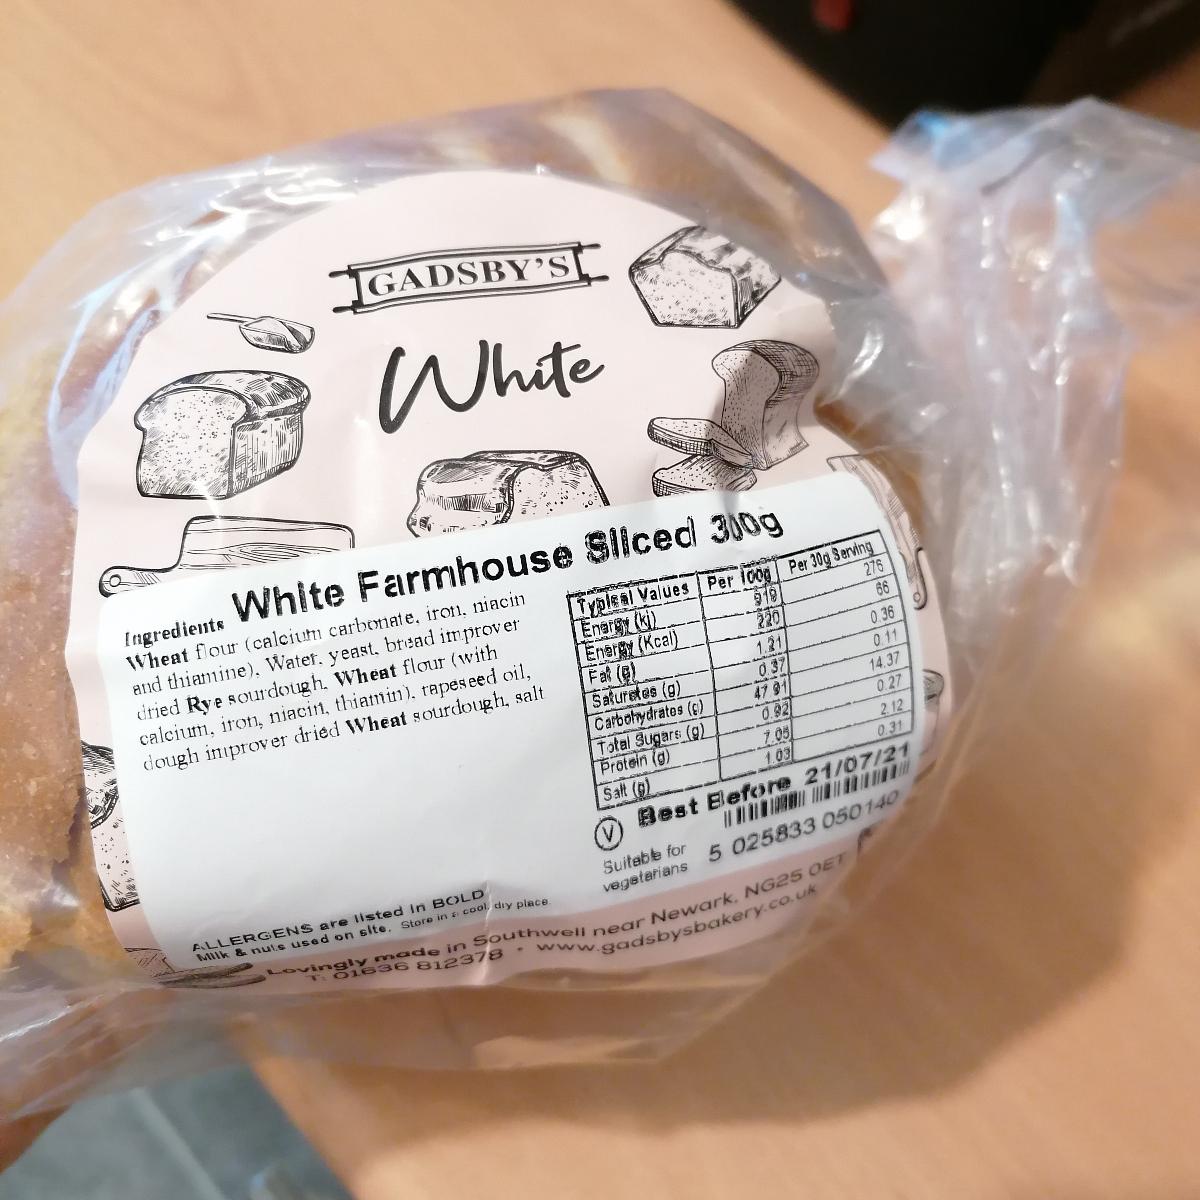 GADSBY'S
White
White Farmhouse Sliced 300g
Ingredients
Wheat flour (calcium carbonate, iron, niacin
and thiamine), Water, yeast, bread improver
dried Rye sourdough, Wheat flour (with
calcium, iron, niacin, thiamin), rapeseed oil,
dough improver dried Wheat sourdough, salt
Typical Values Per 100g Per 30g Serving
Energy (kj) 919 276
Energy (Kcal) 220 66
Fat (g) 1.21 0.36
Saturates (g) 0.37 0.11
Carbohydrates (g) 47.91 14.37
Total Sugars (g) 0.92 0.27
Protein (g) 7.05 2.12
Salt (g) 1.03 0.31
Best Before 21/07/21
V
Suitable for
vegetarians
5 025833 050140
ALLERGENS are listed in BOLD
Milk & nuts used on site. Store in a cool, dry place
Lovingly made in Southwell near Newark, NG25 0ET
T: 01636 812378 • www.gadsbysbakery.co.uk